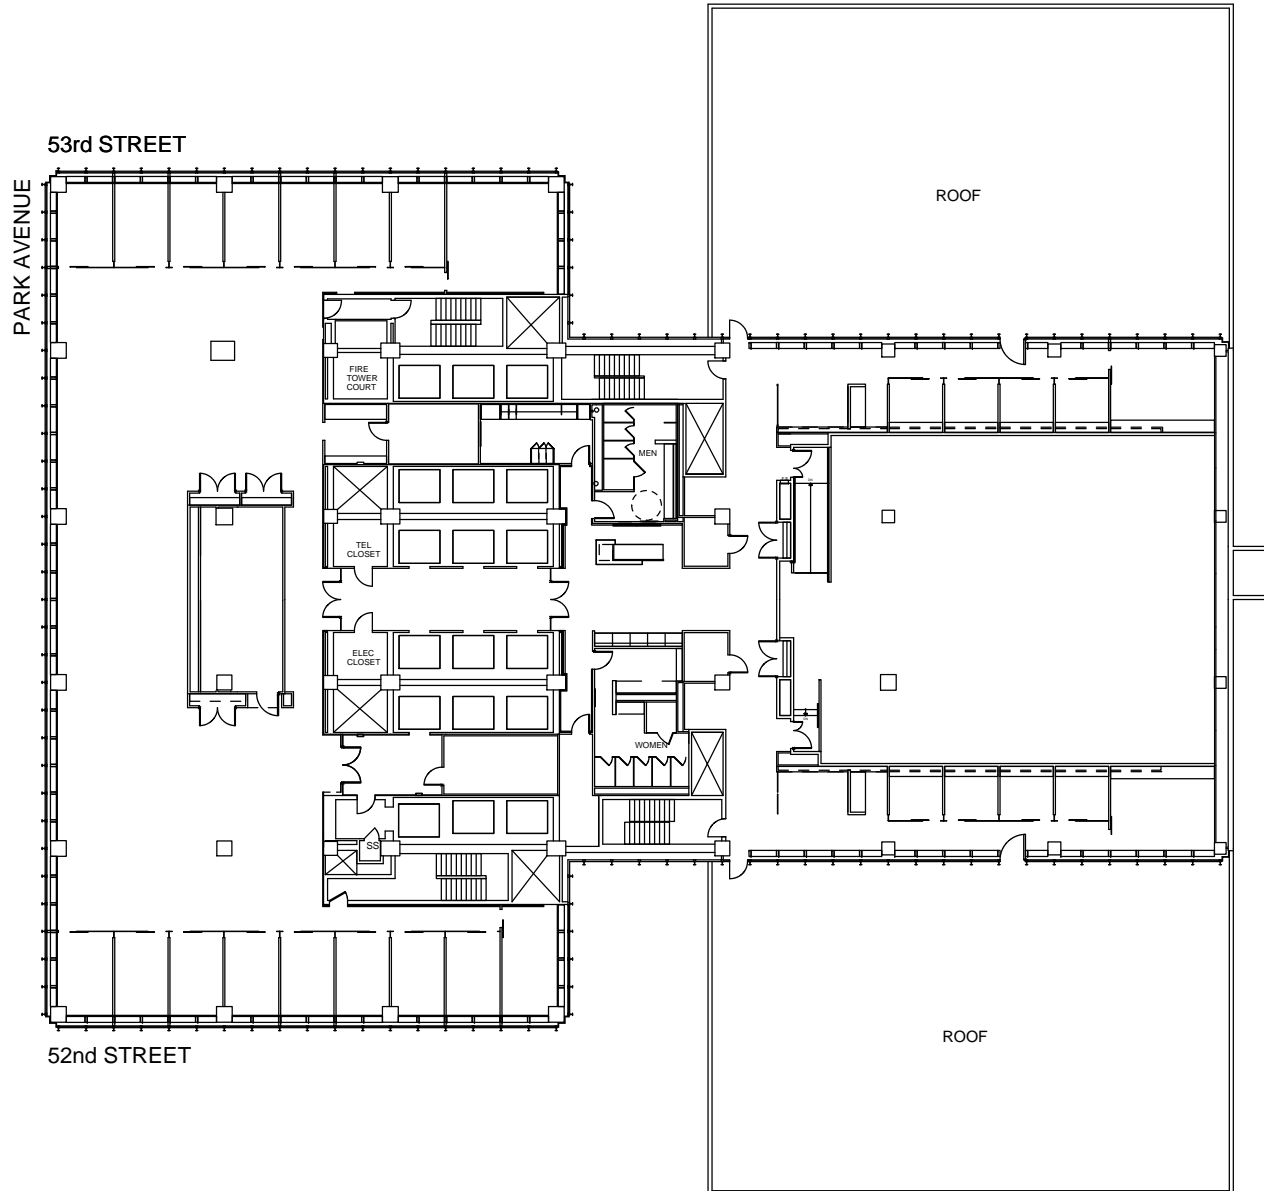 53rd STREET
PARK AVENUE
ROOF
FIRE
TOWER
COURT
MEN
TEL
CLOSET
ELEC
CLOSET
WOMEN
SS
52nd STREET
ROOF